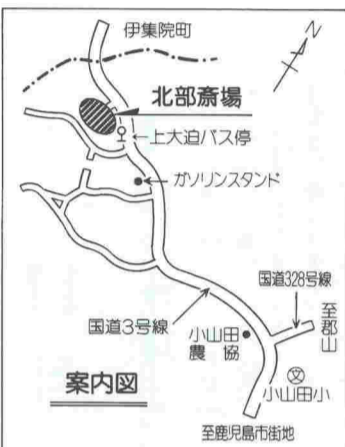 伊集院町
N
北部斎場
上大迫バス停
ガソリンスタンド
国道328号線
至郡山
国道3号線
小山田
農協
文
小山田小
案内図
至鹿児島市街地